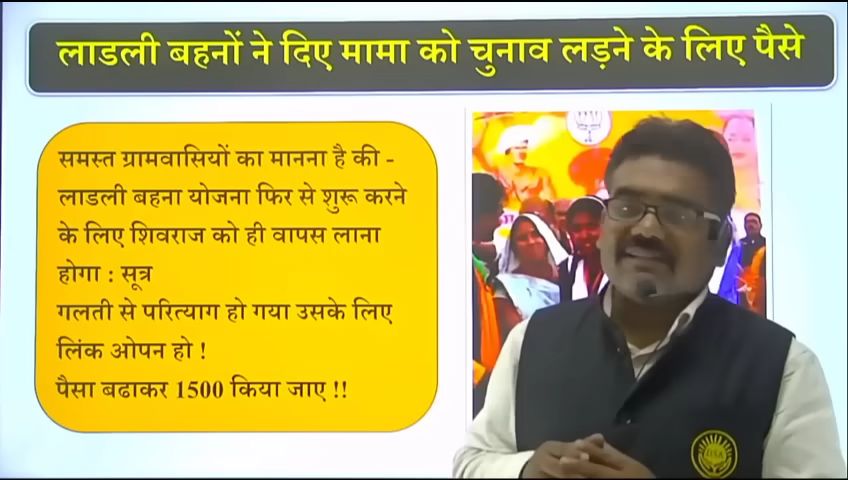 लाडली बहनों ने दिए मामा को चुनाव लड़ने के लिए पैसे
समस्त ग्रामवासियों का मानना है की -
लाडली बहना योजना फिर से शुरू करने
के लिए शिवराज को ही वापस लाना
होगा : सूत्र
गलती से परित्याग हो गया उसके लिए
लिंक ओपन हो !
पैसा बढाकर 1500 किया जाए !!
DSA